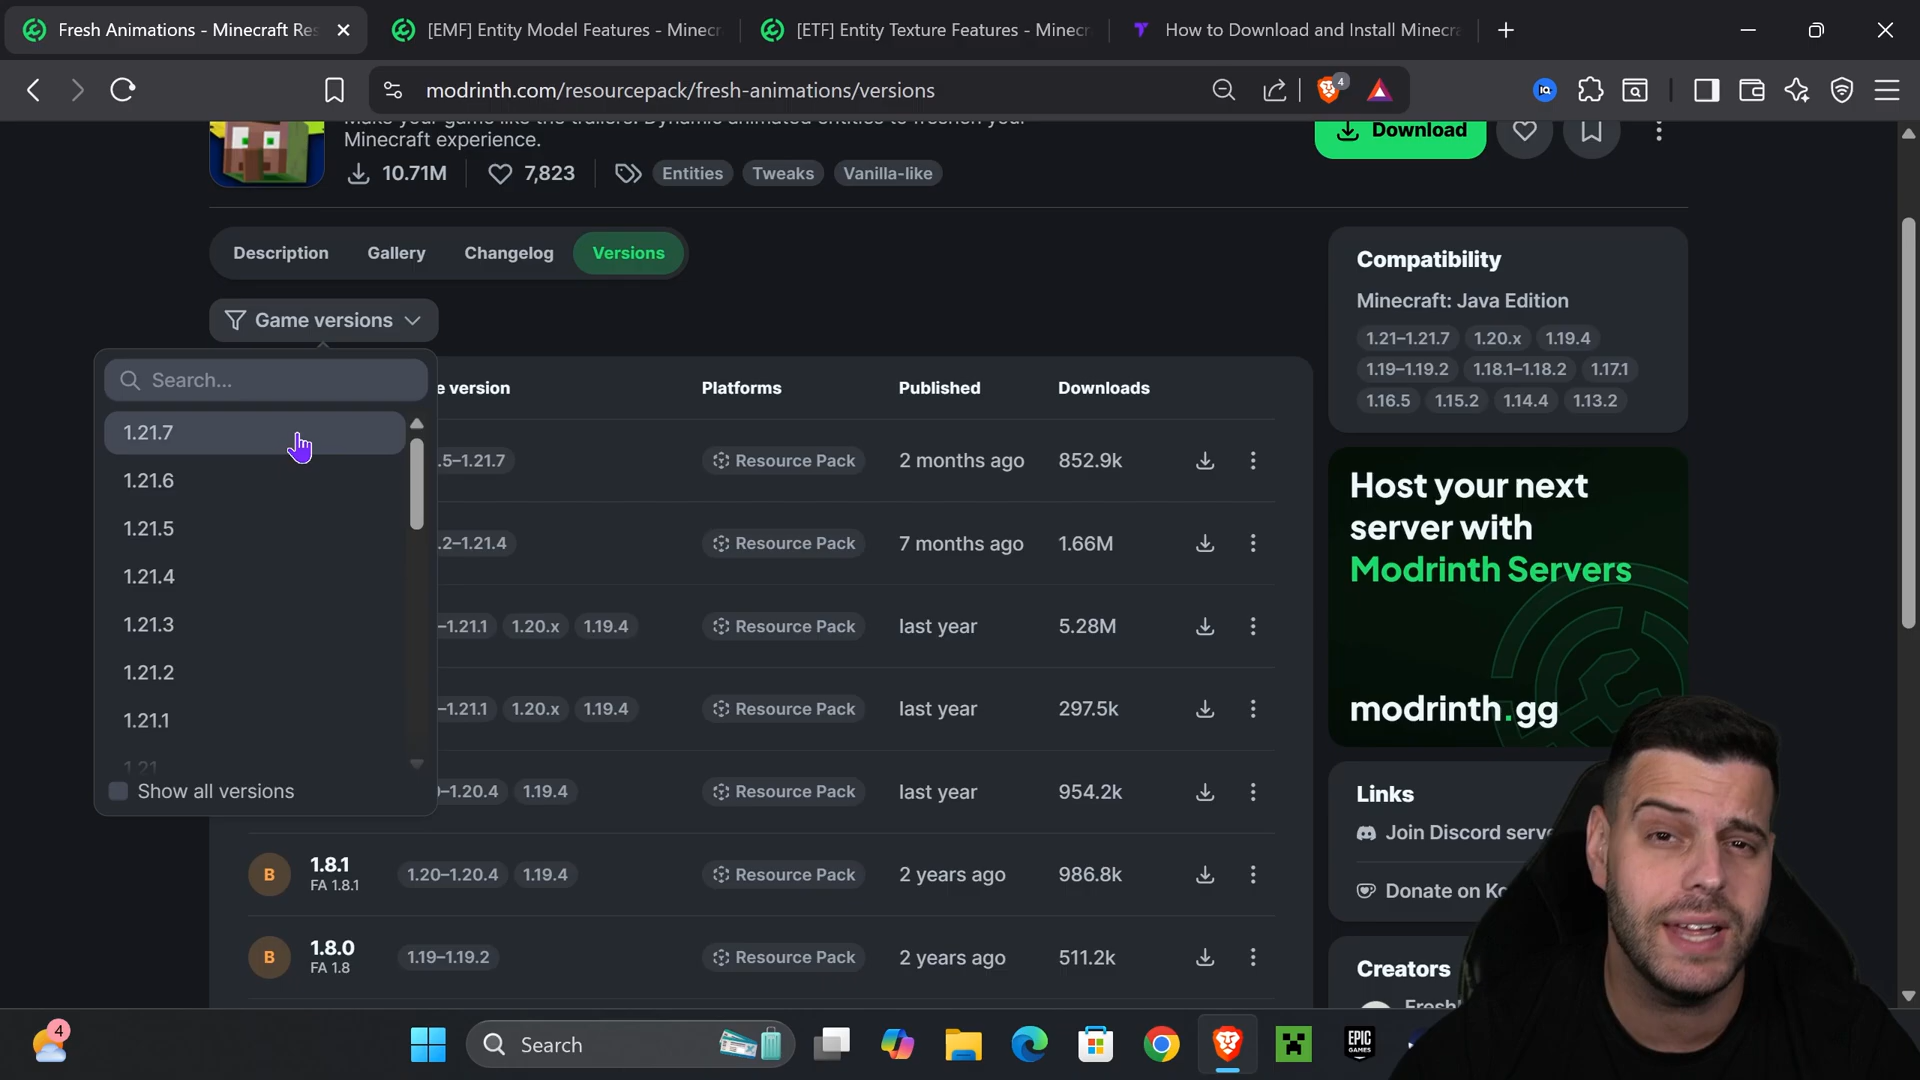 Fresh Animations - Minecraft Res
[EMF] Entity Model Features - Minecr
[ETF] Entity Texture Features - Minecr
How to Download and Install Minecra
modrinth.com/resourcepack/fresh-animations/versions
4
Minecraft experience.
Download
10.71M
7,823
Entities
Tweaks
Vanilla-like
Description
Gallery
Changelog
Versions
Game versions
Search...
1.21.7
1.21.6
1.21.5
1.21.4
1.21.3
1.21.2
1.21.1
1.21
Show all versions
e version
Platforms
Published
Downloads
.5–1.21.7
Resource Pack
2 months ago
852.9k
.2–1.21.4
Resource Pack
7 months ago
1.66M
–1.21.1
1.20.x
1.19.4
Resource Pack
last year
5.28M
–1.21.1
1.20.x
1.19.4
Resource Pack
last year
297.5k
–1.20.4
1.19.4
Resource Pack
last year
954.2k
B
1.8.1
FA 1.8.1
1.20–1.20.4
1.19.4
Resource Pack
2 years ago
986.8k
B
1.8.0
FA 1.8
1.19–1.19.2
Resource Pack
2 years ago
511.2k
Compatibility
Minecraft: Java Edition
1.21–1.21.7
1.20.x
1.19.4
1.19–1.19.2
1.18.1–1.18.2
1.17.1
1.16.5
1.15.2
1.14.4
1.13.2
Host your next
server with
Modrinth Servers
modrinth.gg
Links
Join Discord serve
Donate on Ko
Creators
Fresh
4
Search
EPIC
GAMES